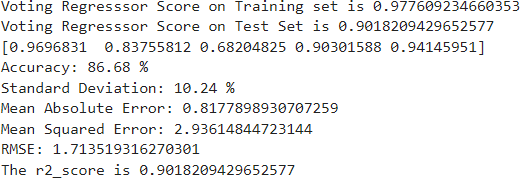 Voting Regresssor Score on Training set is 0.977609234660353
Voting Regresssor Score on Test Set is 0.9018209429652577
[0.9696831  0.83755812 0.68204825 0.90301588 0.94145951]
Accuracy: 86.68 %
Standard Deviation: 10.24 %
Mean Absolute Error: 0.8177898930707259
Mean Squared Error: 2.93614844723144
RMSE: 1.713519316270301
The r2_score is 0.9018209429652577